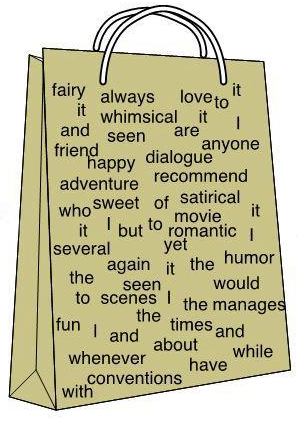 fairy always love to it
it whimsical it I
and seen are anyone
friend happy dialogue
adventure recommend
who sweet of satirical
it I but to movie romantic it I
several yet
again it the humor
the seen would
to scenes I the manages
fun I and the times and
whenever about while
conventions have
with